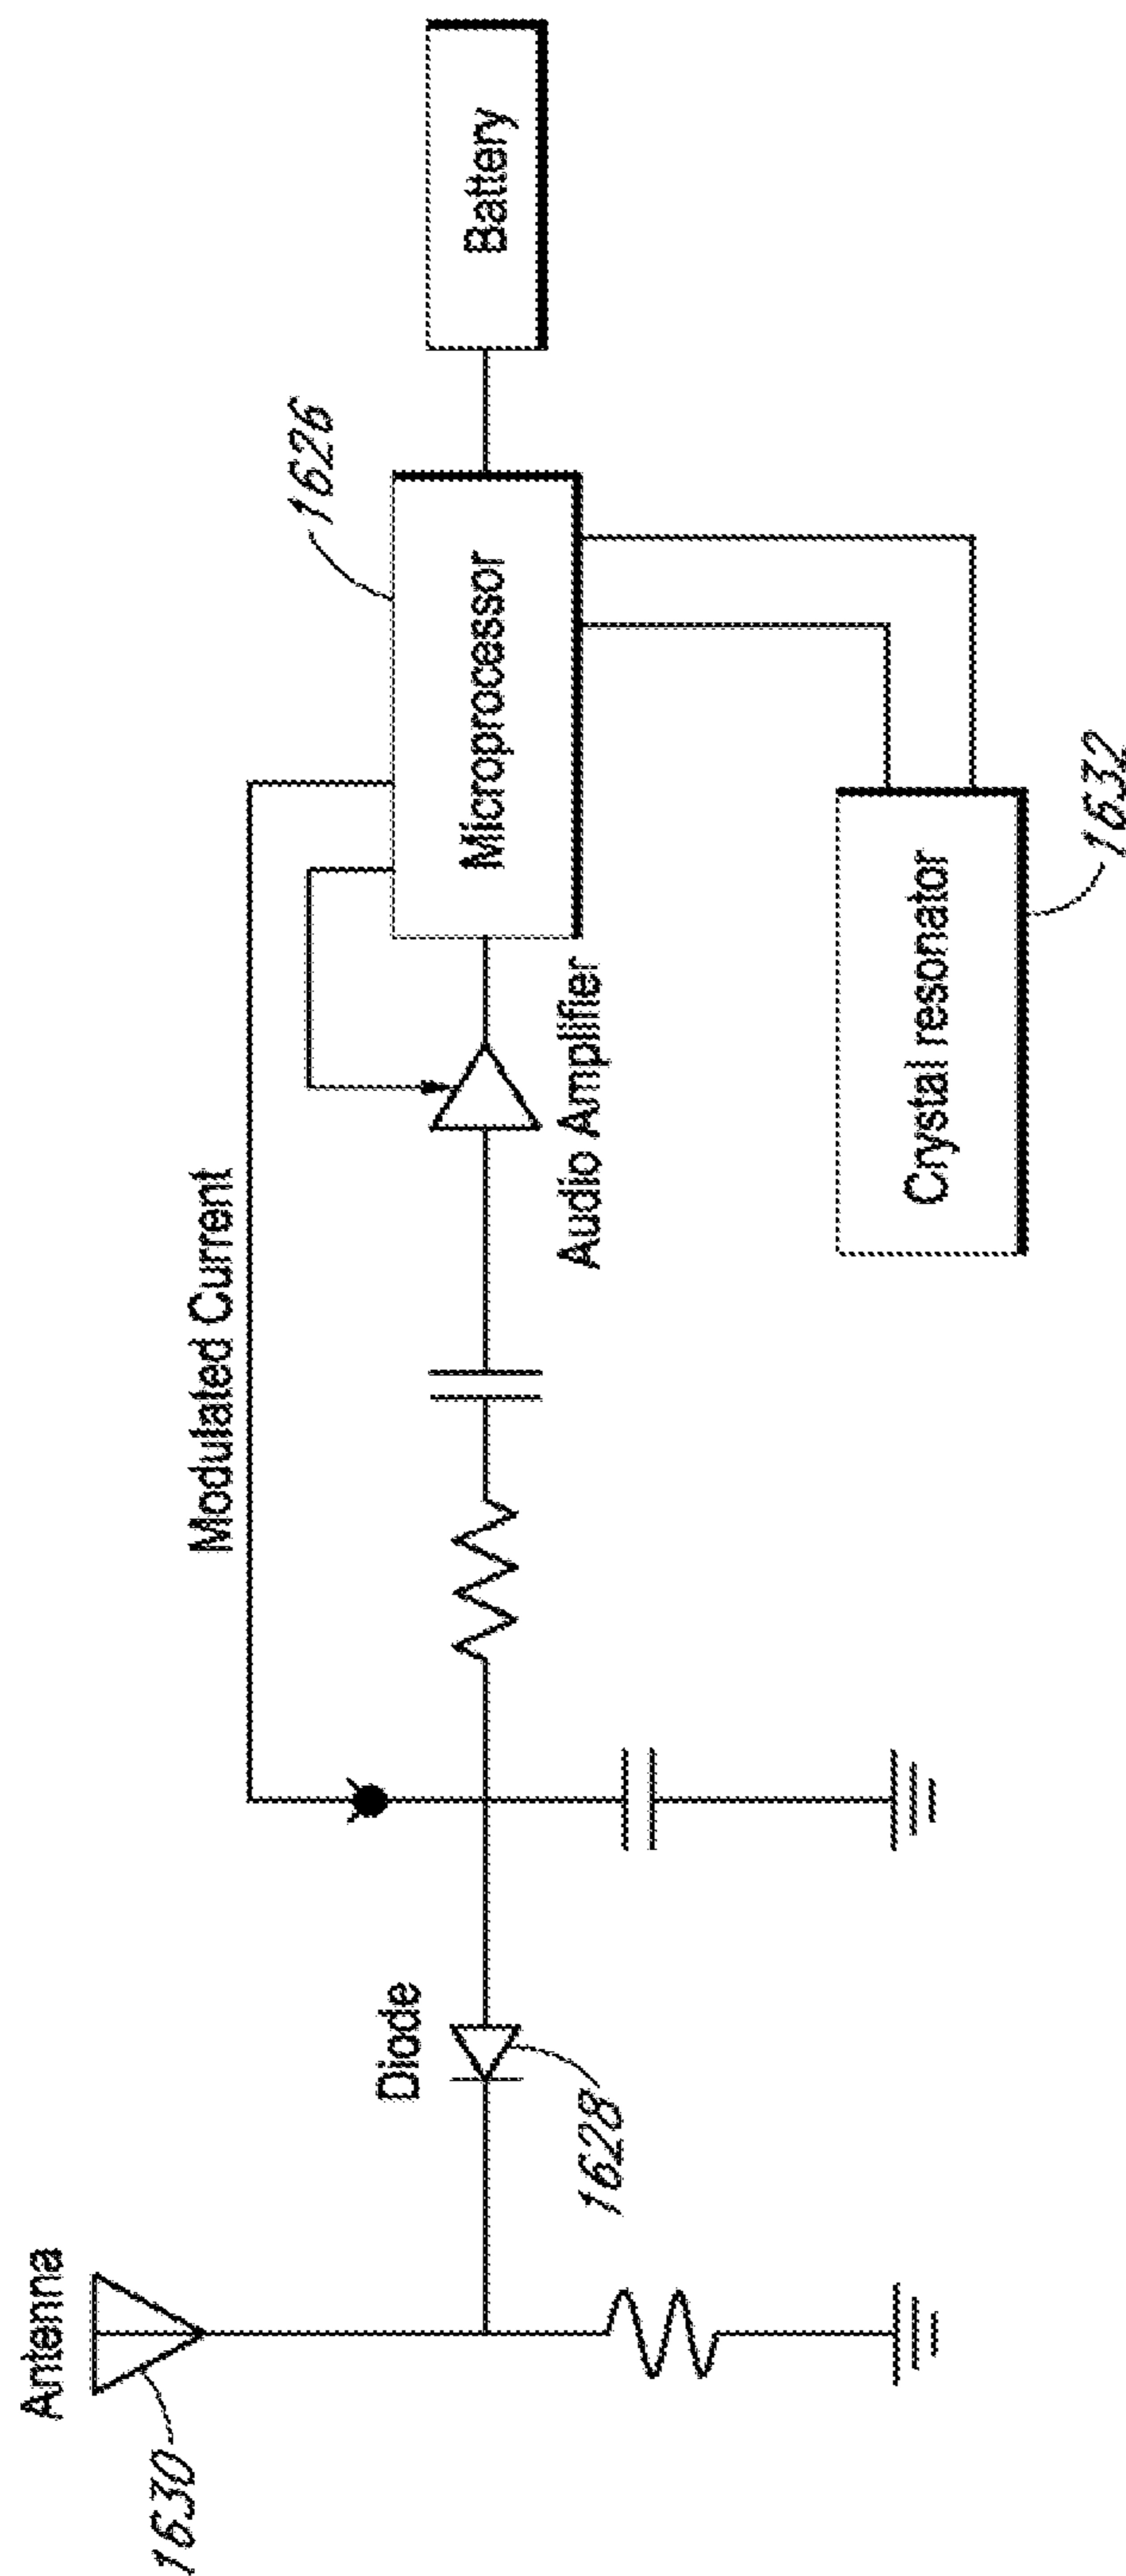 Antenna
1630
Diode
1628
Modulated Current
Audio Amplifier
Microprocessor
1626
Battery
Crystal resonator
1632